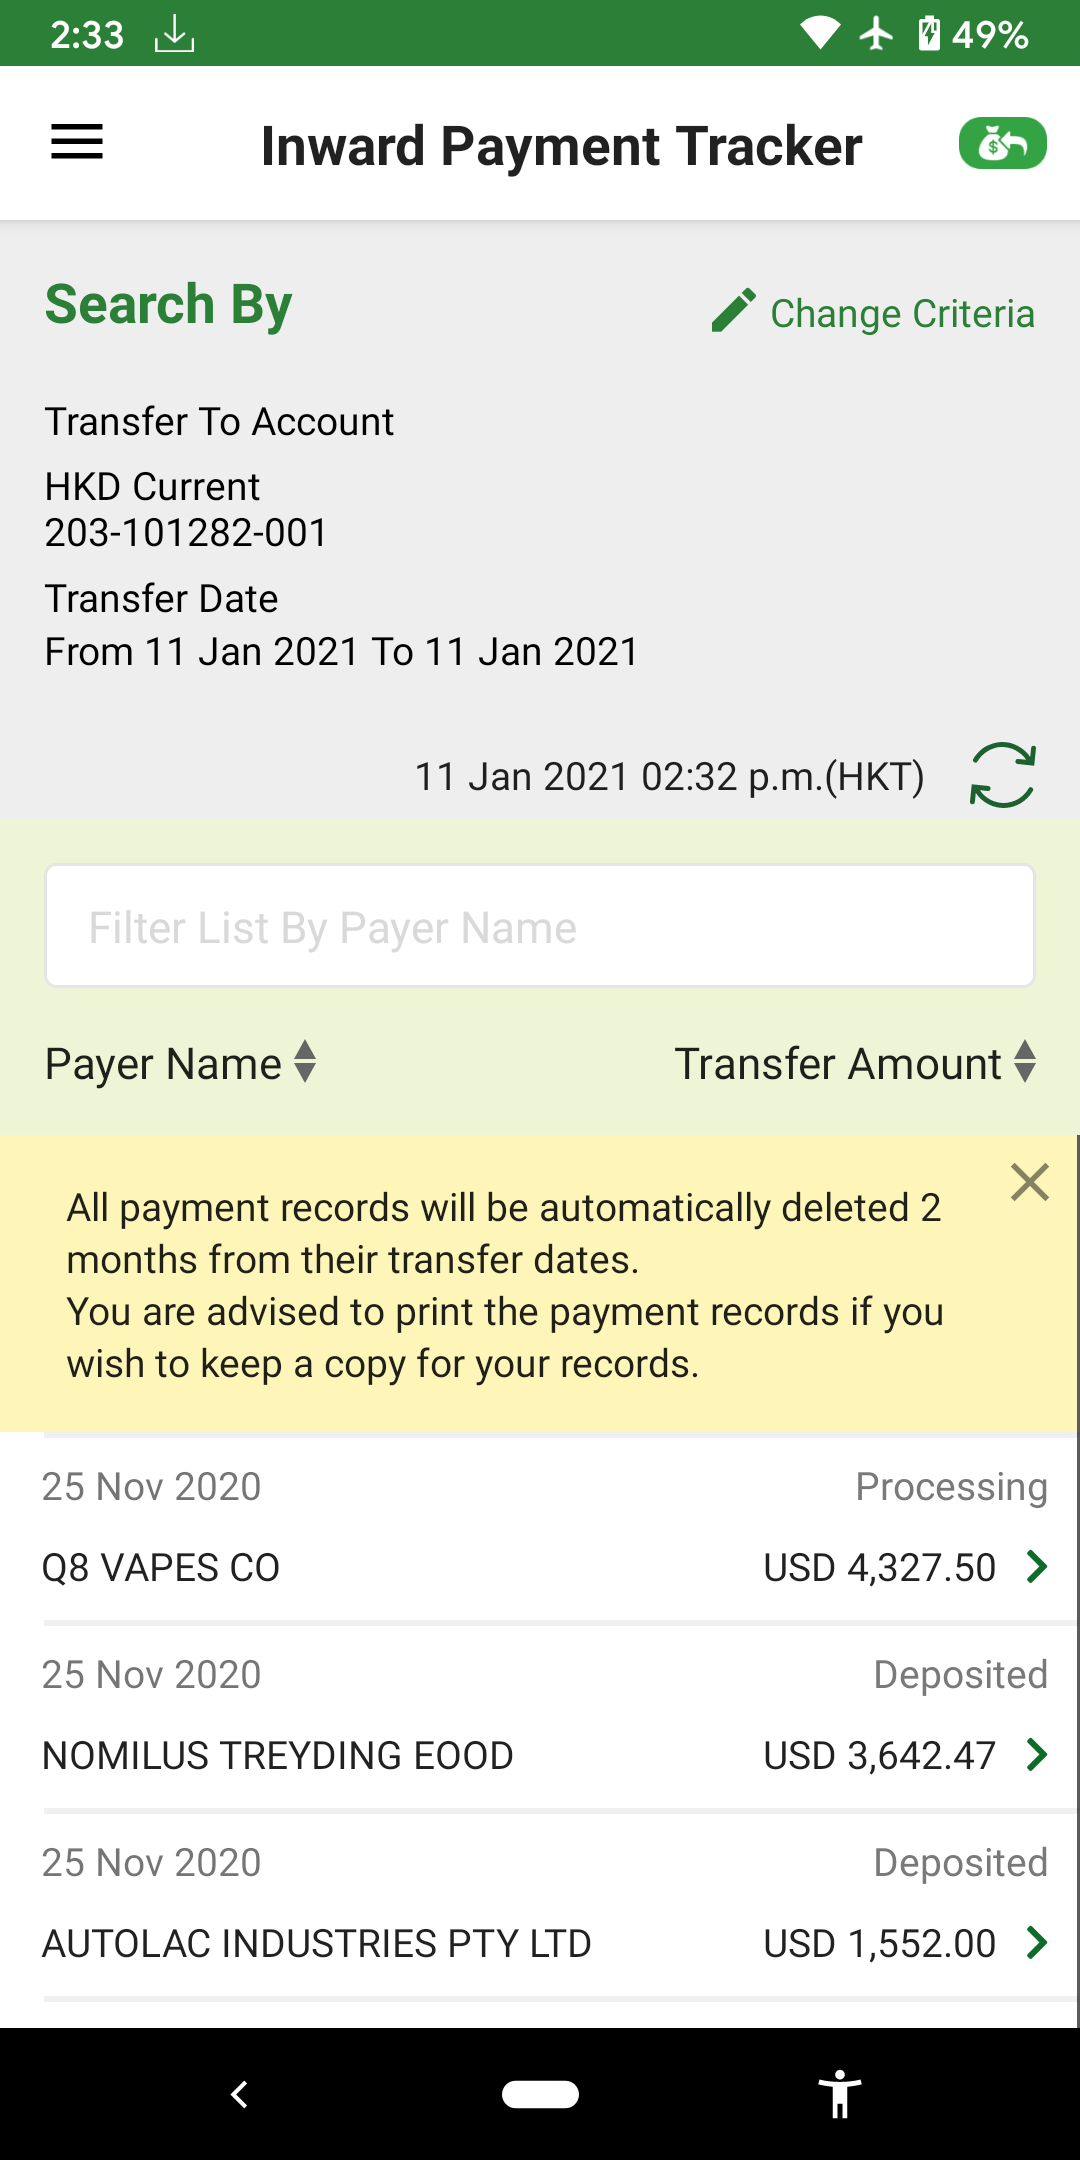 2:33 49%
Inward Payment Tracker
Search By
Change Criteria
Transfer To Account
HKD Current
203-101282-001
Transfer Date
From 11 Jan 2021 To 11 Jan 2021
11 Jan 2021 02:32 p.m.(HKT)
Filter List By Payer Name
Payer Name Transfer Amount
All payment records will be automatically deleted 2
months from their transfer dates.
You are advised to print the payment records if you
wish to keep a copy for your records.
25 Nov 2020 Processing
Q8 VAPES CO USD 4,327.50
25 Nov 2020 Deposited
NOMILUS TREYDING EOOD USD 3,642.47
25 Nov 2020 Deposited
AUTOLAC INDUSTRIES PTY LTD USD 1,552.00